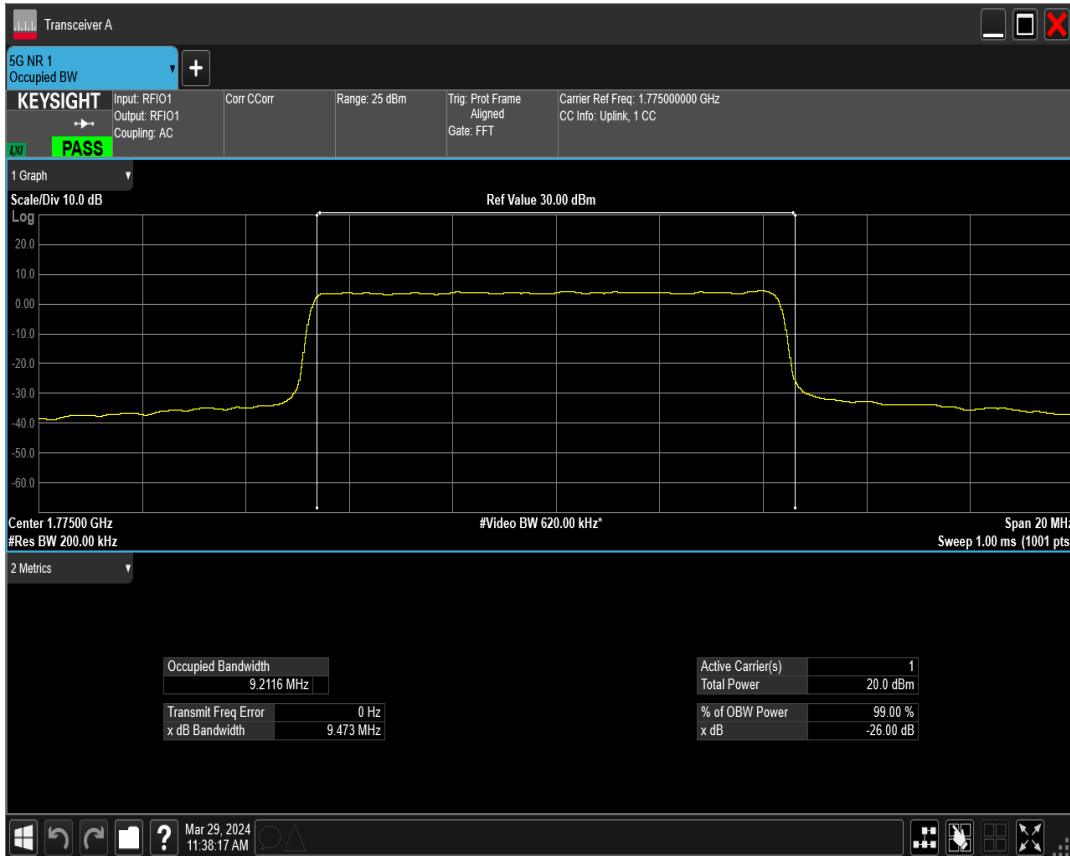 Transceiver A
5G NR 1
Occupied BW
KEYSIGHT
LXI
PASS
Input: RFIO1
Output: RFIO1
Coupling: AC
Corr CCorr
Range: 25 dBm
Trig: Prot Frame
Aligned
Gate: FFT
Carrier Ref Freq: 1.775000000 GHz
CC Info: Uplink, 1 CC
1 Graph
Scale/Div 10.0 dB
Ref Value 30.00 dBm
Log
20.0
10.0
0.00
-10.0
-20.0
-30.0
-40.0
-50.0
-60.0
Center 1.77500 GHz
#Video BW 620.00 kHz*
Span 20 MHz
#Res BW 200.00 kHz
Sweep 1.00 ms (1001 pts
2 Metrics
Occupied Bandwidth
9.2116 MHz
Transmit Freq Error 0 Hz
x dB Bandwidth 9.473 MHz
Active Carrier(s) 1
Total Power 20.0 dBm
% of OBW Power 99.00 %
x dB -26.00 dB
?
Mar 29, 2024
11:38:17 AM